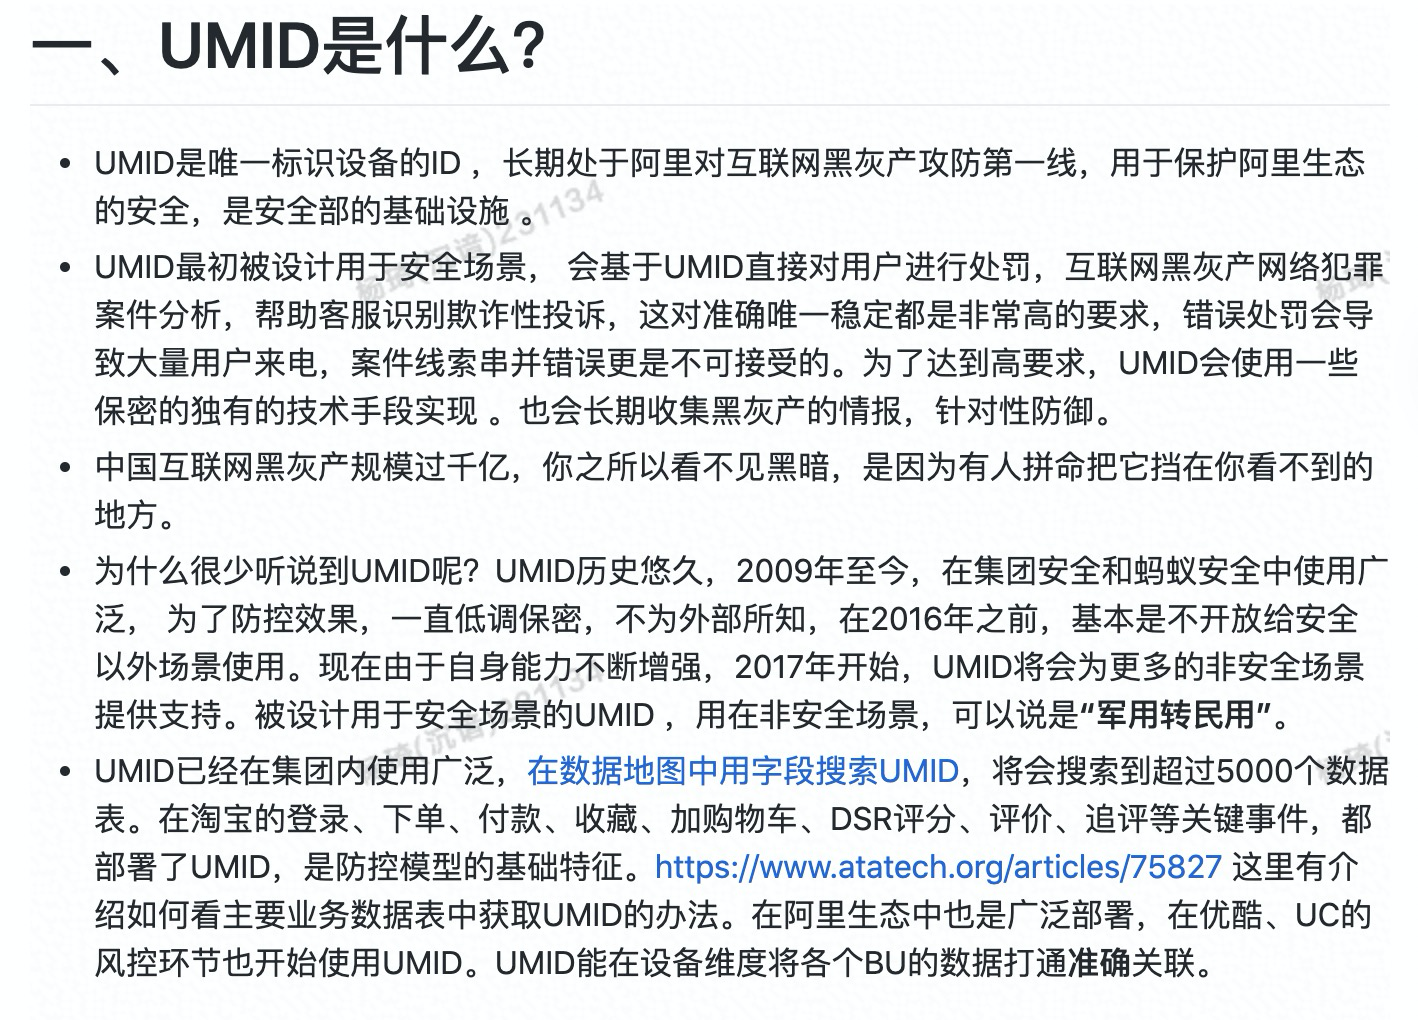 一、UMID是什么?
UMID是唯一标识设备的ID ，长期处于阿里对互联网黑灰产攻防第一线，用于保护阿里生态
的安全，是安全部的基础设施 。
UMID最初被设计用于安全场景， 会基于UMID直接对用户进行处罚，互联网黑灰产网络犯罪
案件分析，帮助客服识别欺诈性投诉，这对准确唯一稳定都是非常高的要求，错误处罚会导
致大量用户来电，案件线索串并错误更是不可接受的。为了达到高要求，UMID会使用一些
保密的独有的技术手段实现 。也会长期收集黑灰产的情报，针对性防御。
中国互联网黑灰产规模过千亿，你之所以看不见黑暗，是因为有人拼命把它挡在你看不到的
地方。
为什么很少听说到UMID呢？UMID历史悠久，2009年至今，在集团安全和蚂蚁安全中使用广
泛， 为了防控效果，一直低调保密，不为外部所知，在2016年之前，基本是不开放给安全
以外场景使用。现在由于自身能力不断增强，2017年开始，UMID将会为更多的非安全场景
提供支持。被设计用于安全场景的UMID ，用在非安全场景，可以说是“军用转民用”。
UMID已经在集团内使用广泛，在数据地图中用字段搜索UMID，将会搜索到超过5000个数据
表。在淘宝的登录、下单、付款、收藏、加购物车、DSR评分、评价、追评等关键事件，都
部署了UMID，是防控模型的基础特征。https://www.atatech.org/articles/75827 这里有介
绍如何看主要业务数据表中获取UMID的办法。在阿里生态中也是广泛部署，在优酷、UC的
风控环节也开始使用UMID。UMID能在设备维度将各个BU的数据打通准确关联。